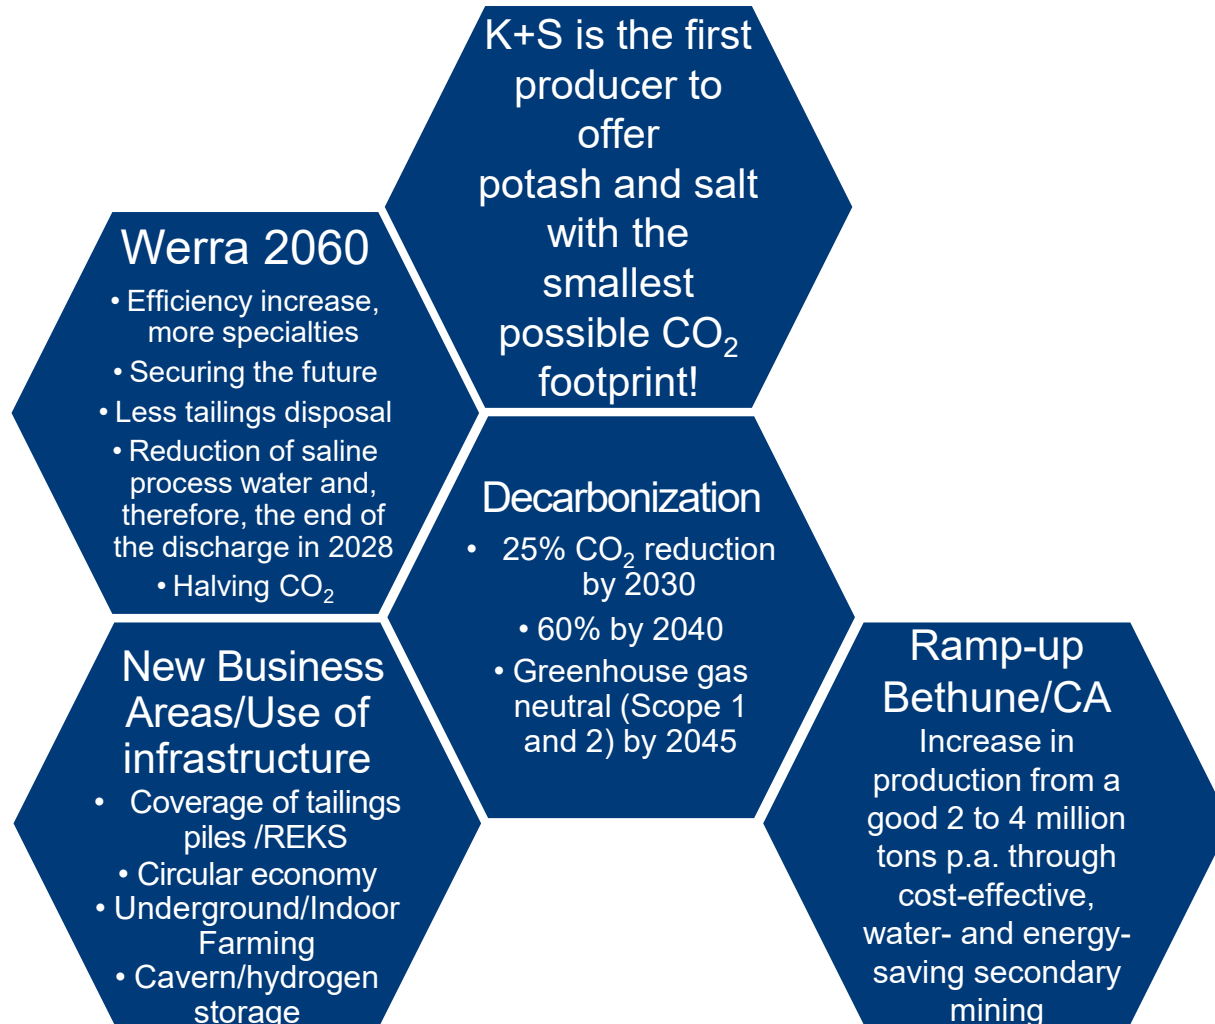 K+S is the first
producer to
offer
potash and salt
with the
smallest
possible CO₂
footprint!
Werra 2060
• Efficiency increase,
more specialties
• Securing the future
• Less tailings disposal
• Reduction of saline
process water and,
therefore, the end of
the discharge in 2028
• Halving CO₂
Decarbonization
• 25% CO₂ reduction
by 2030
• 60% by 2040
• Greenhouse gas
neutral (Scope 1
and 2) by 2045
New Business
Areas/Use of
infrastructure
• Coverage of tailings
piles /REKS
• Circular economy
• Underground/Indoor
Farming
• Cavern/hydrogen
storage
Ramp-up
Bethune/CA
Increase in
production from a
good 2 to 4 million
tons p.a. through
cost-effective,
water- and energy-
saving secondary
mining